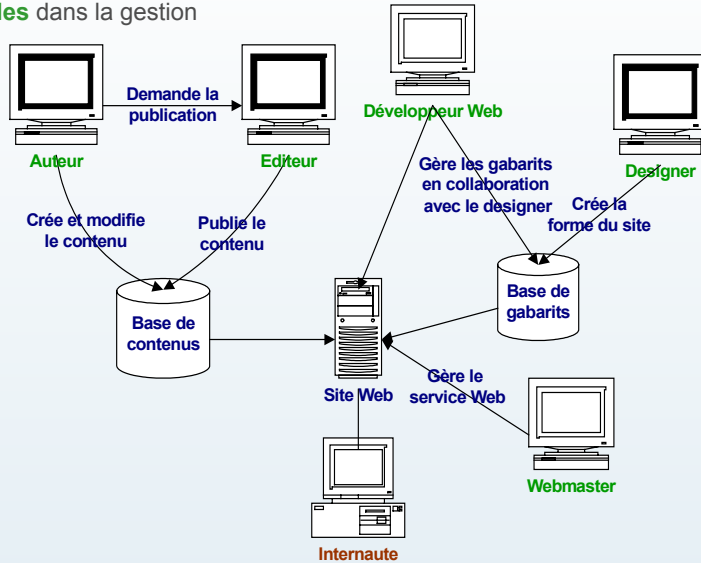 les dans la gestion
Demande la
publication
Développeur Web
Auteur
Editeur
Designer
Gère les gabarits
en collaboration
avec le designer
Crée la
forme du site
Crée et modifie
le contenu
Publie le
contenu
Base de
contenus
Base de
gabarits
Site Web
Gère le
service Web
Webmaster
Internaute